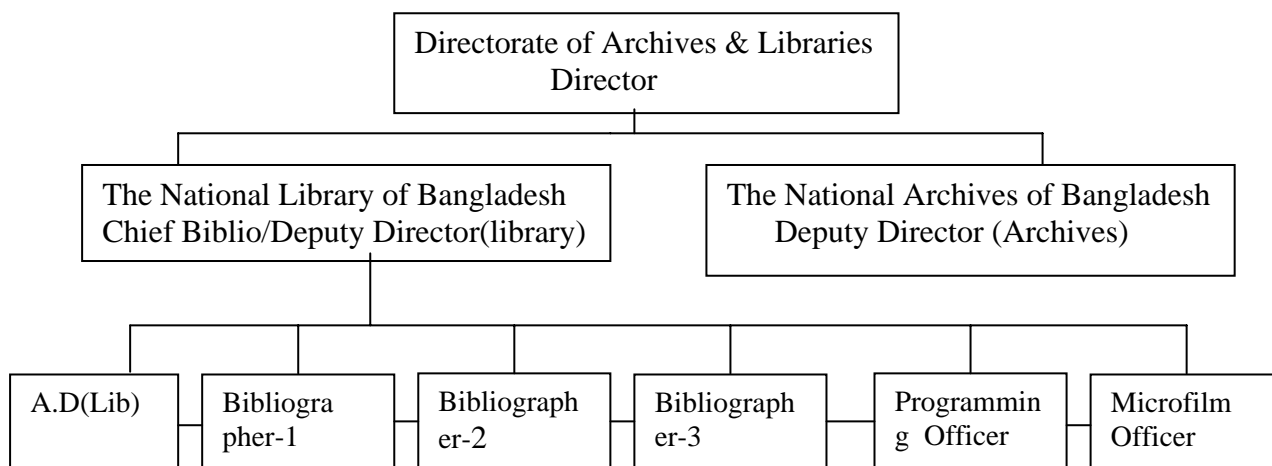 Directorate of Archives & Libraries
Director
The National Library of Bangladesh
Chief Biblio/Deputy Director(library)
The National Archives of Bangladesh
Deputy Director (Archives)
A.D(Lib)
Bibliogra
pher-1
Bibliograph
er-2
Bibliograph
er-3
Programmin
g Officer
Microfilm
Officer